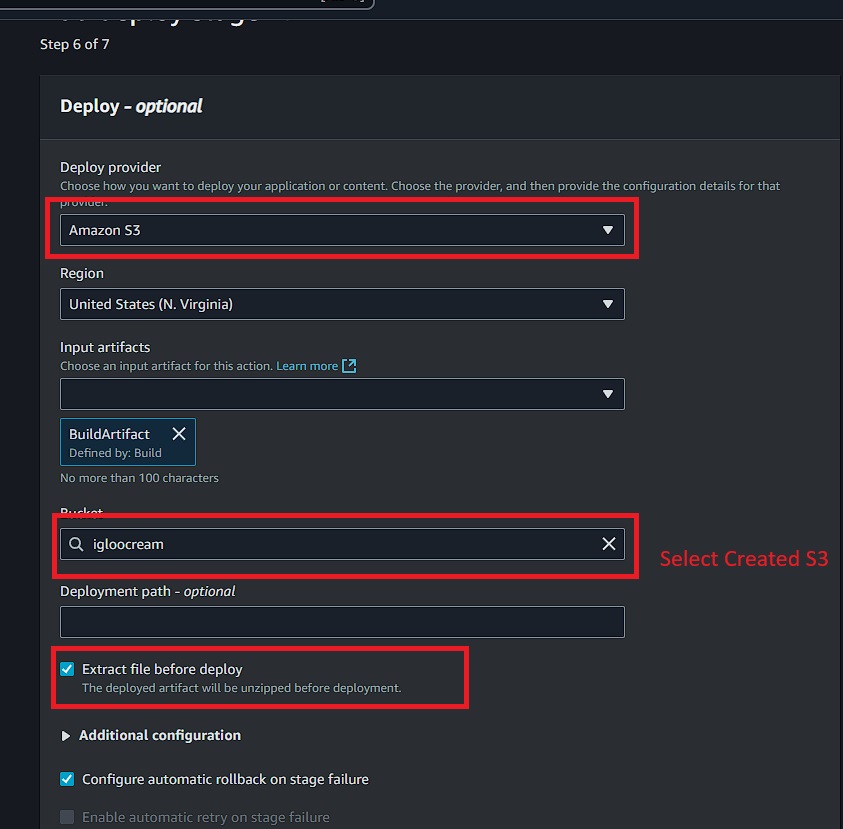 deploy stage
Step 6 of 7
Deploy - optional
Deploy provider
Choose how you want to deploy your application or content. Choose the provider, and then provide the configuration details for that
provider.
Amazon S3
Region
United States (N. Virginia)
Input artifacts
Choose an input artifact for this action. Learn more
BuildArtifact
Defined by: Build
No more than 100 characters
Bucket
igloocream
Select Created S3
Deployment path - optional
Extract file before deploy
The deployed artifact will be unzipped before deployment.
Additional configuration
Configure automatic rollback on stage failure
Enable automatic retry on stage failure